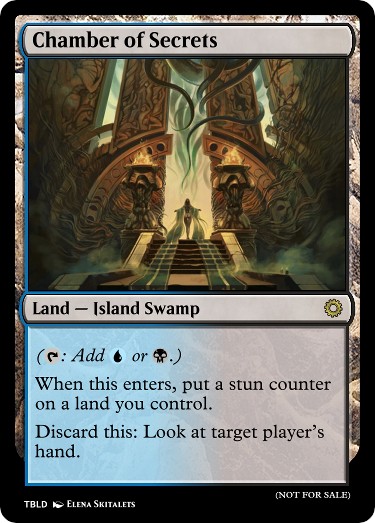 Chamber of Secrets
Land — Island Swamp
(: Add or .)
When this enters, put a stun counter
on a land you control.
Discard this: Look at target player's
hand.
TBLD Elena Skitalets
(NOT FOR SALE)